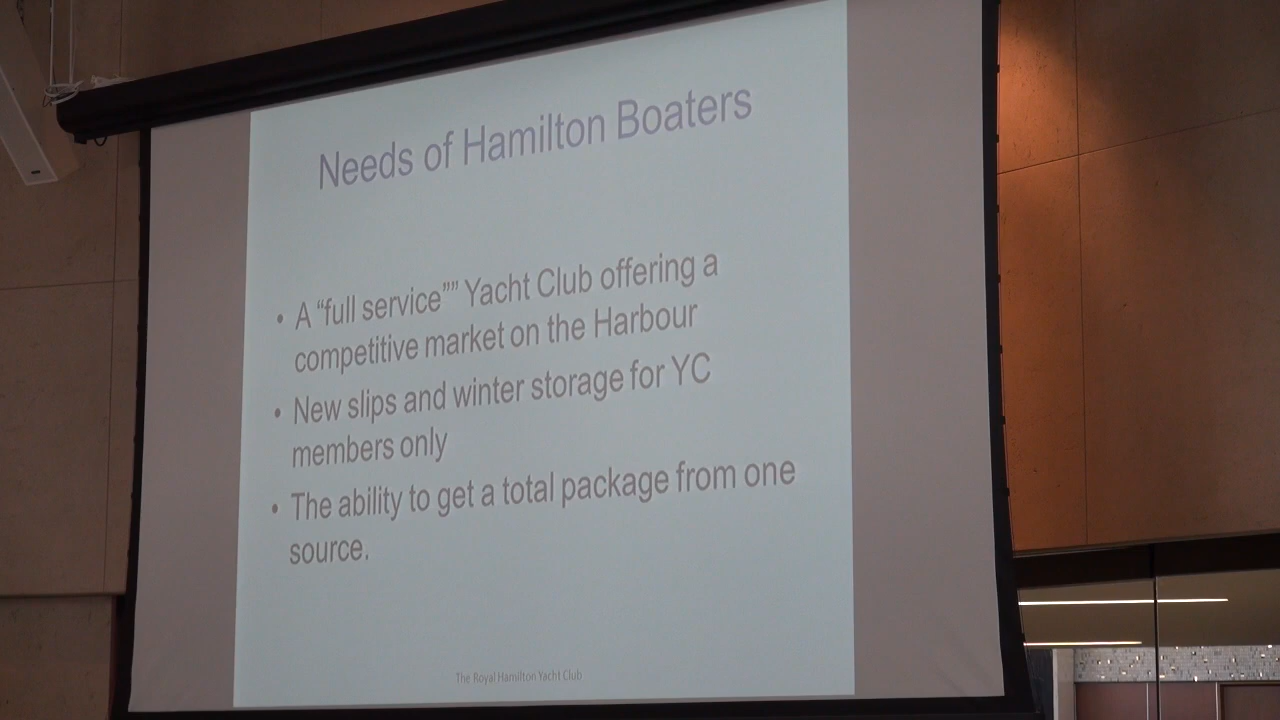 Needs of Hamilton Boaters
• A “full service”” Yacht Club offering a
competitive market on the Harbour
• New slips and winter storage for YC
members only
• The ability to get a total package from one
source.
The Royal Hamilton Yacht Club